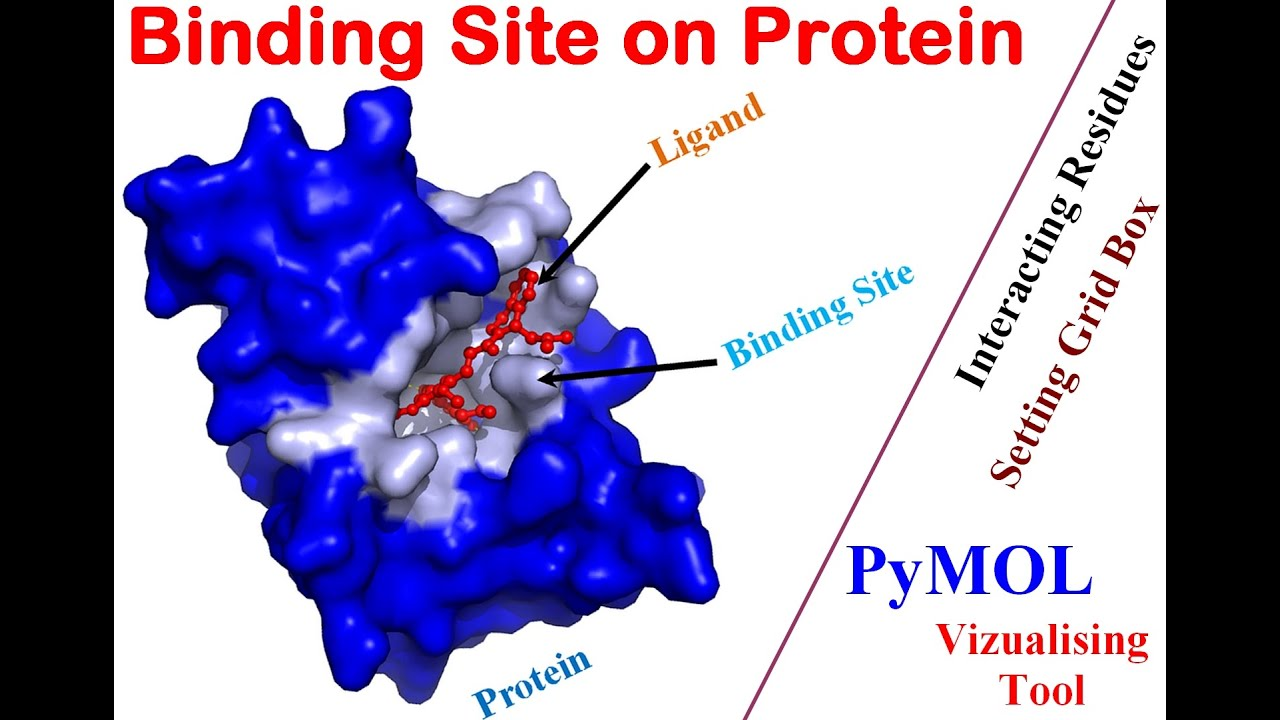 Binding Site on Protein
Ligand
Binding Site
Protein
Interacting Residues
Setting Grid Box
PyMOL
Vizualising
Tool